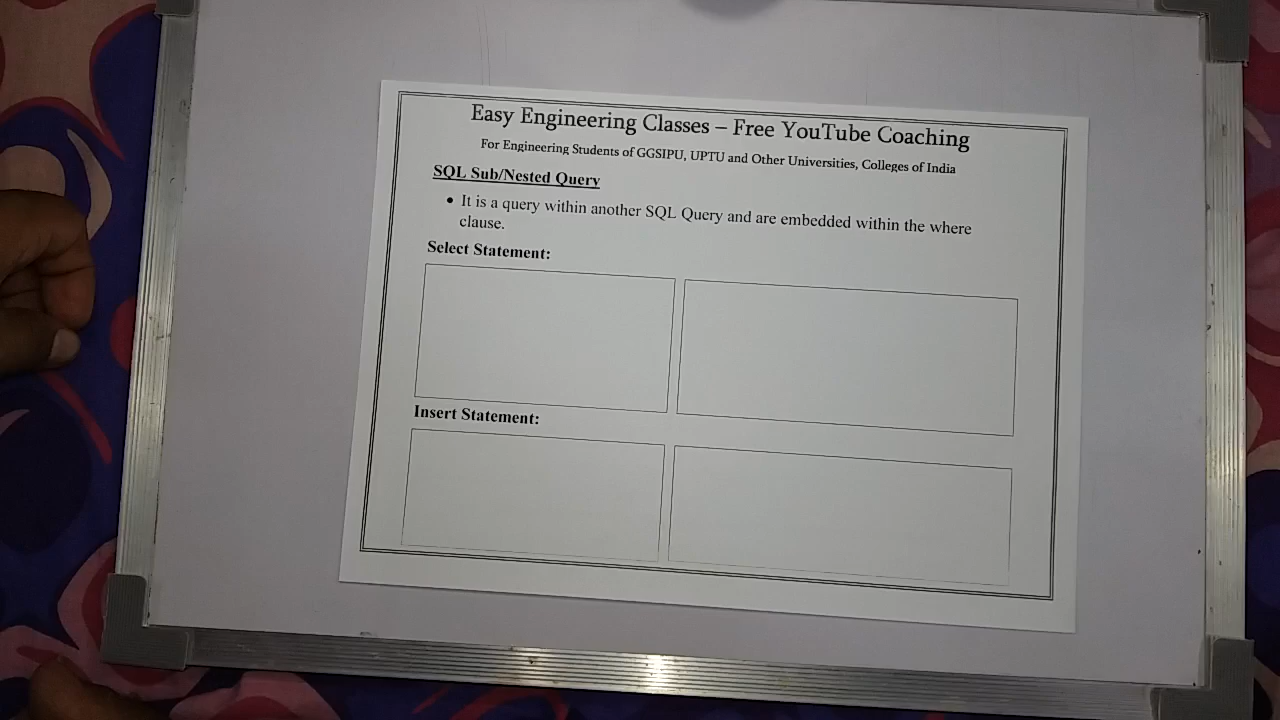 Easy Engineering Classes – Free YouTube Coaching
For Engineering Students of GGSIPU, UPTU and Other Universities, Colleges of India
SQL Sub/Nested Query
• It is a query within another SQL Query and are embedded within the where
clause.
Select Statement:
Insert Statement: